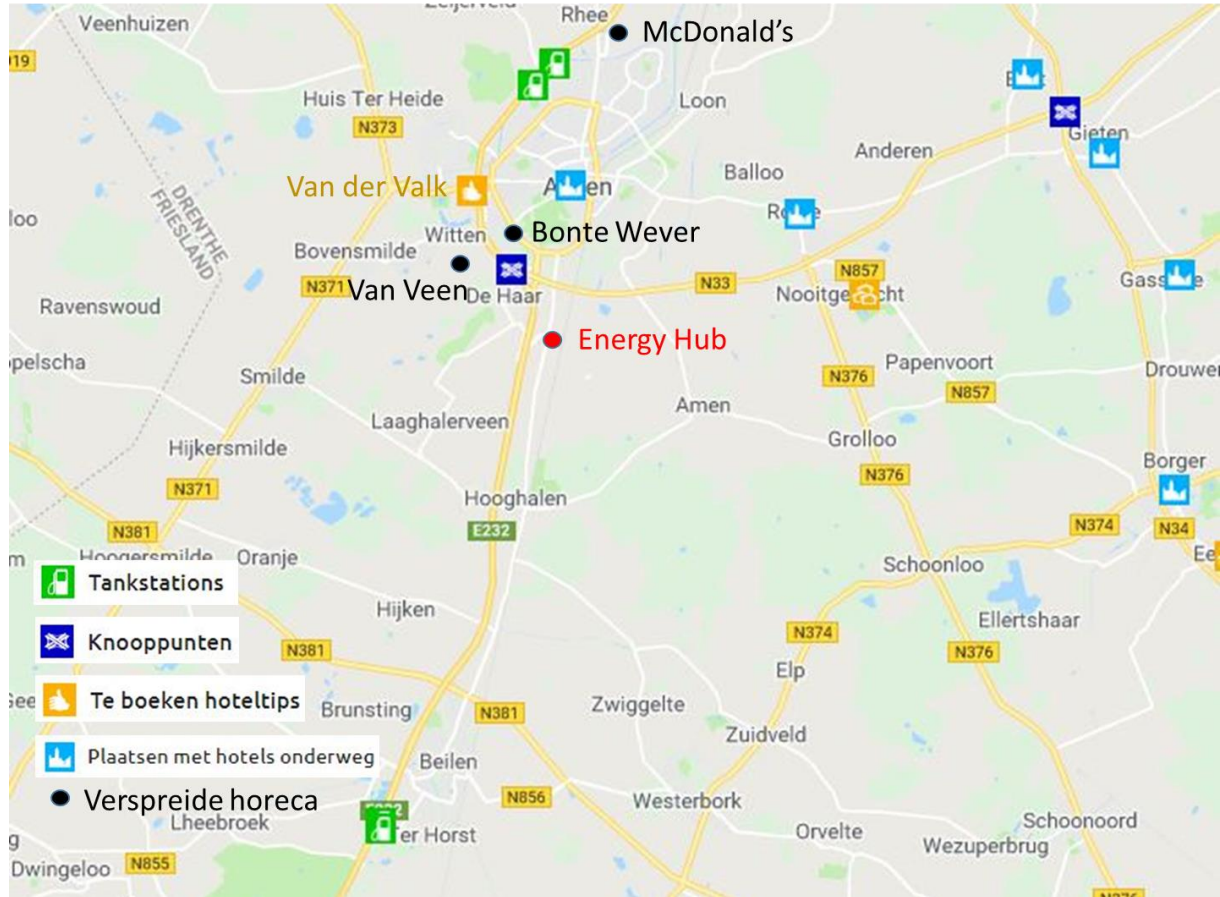 Zeijerveld
Rhee
McDonald's
Veenhuizen
919
Huis Ter Heide
Loon
N373
Gieten
Anderen
Balloo
Van der Valk
DRENTHE
FRIESLAND
Witten
Bonte Wever
Bovensmilde
N857
N371
Van Veen
De Haar
N33
Ravenswoud
Energy Hub
Papenvoort
Drouwen
Smilde
N376
N857
Amen
Laaghalerveen
Grolloo
Hijkersmilde
Borger
N376
N371
Hooghalen
N381
E232
N374
N34
Hoogersmilde
Oranje
Schoonloo
Tankstations
Hijken
Ellertshaar
Knooppunten
N381
N374
N376
Elp
Te boeken hoteltips
Brunsting
N381
Zwiggelte
Zuidveld
Plaatsen met hotels onderweg
Beilen
Verspreide horeca
N856
Westerbork
Lheebroek
Ter Horst
Orvelte
Schoonoord
Wezuperbrug
Dwingeloo
N855
N376